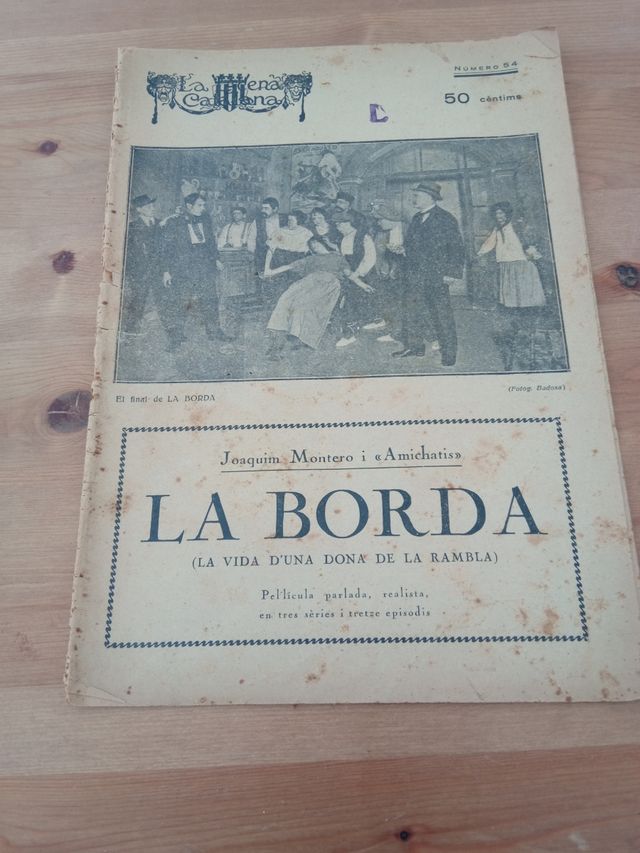 La Escena
Catalana
NÚMERO 54
50 cèntims
D
El final de LA BORDA
(Fotog. Badosa)
Joaquim Montero i «Amichatis»
LA BORDA
(LA VIDA D'UNA DONA DE LA RAMBLA)
Pel·lícula parlada, realista,
en tres sèries i tretze episodis